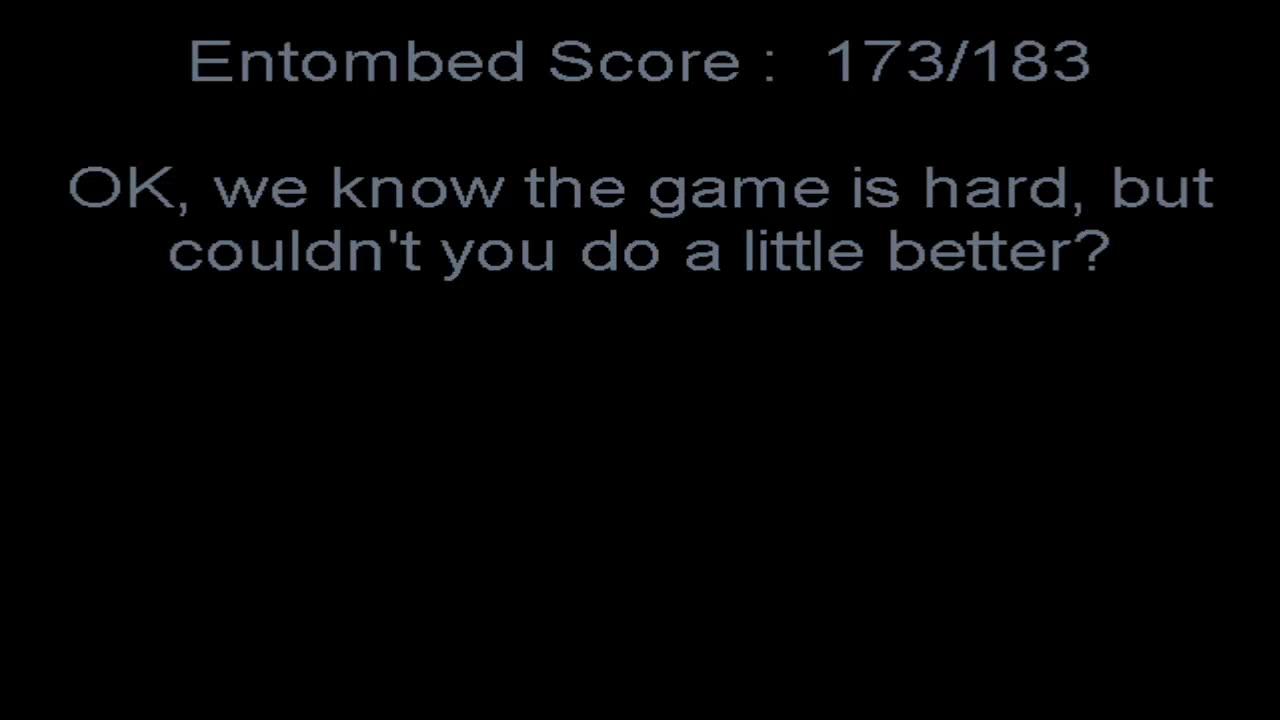 Entombed Score :  173/183
OK, we know the game is hard, but
couldn't you do a little better?